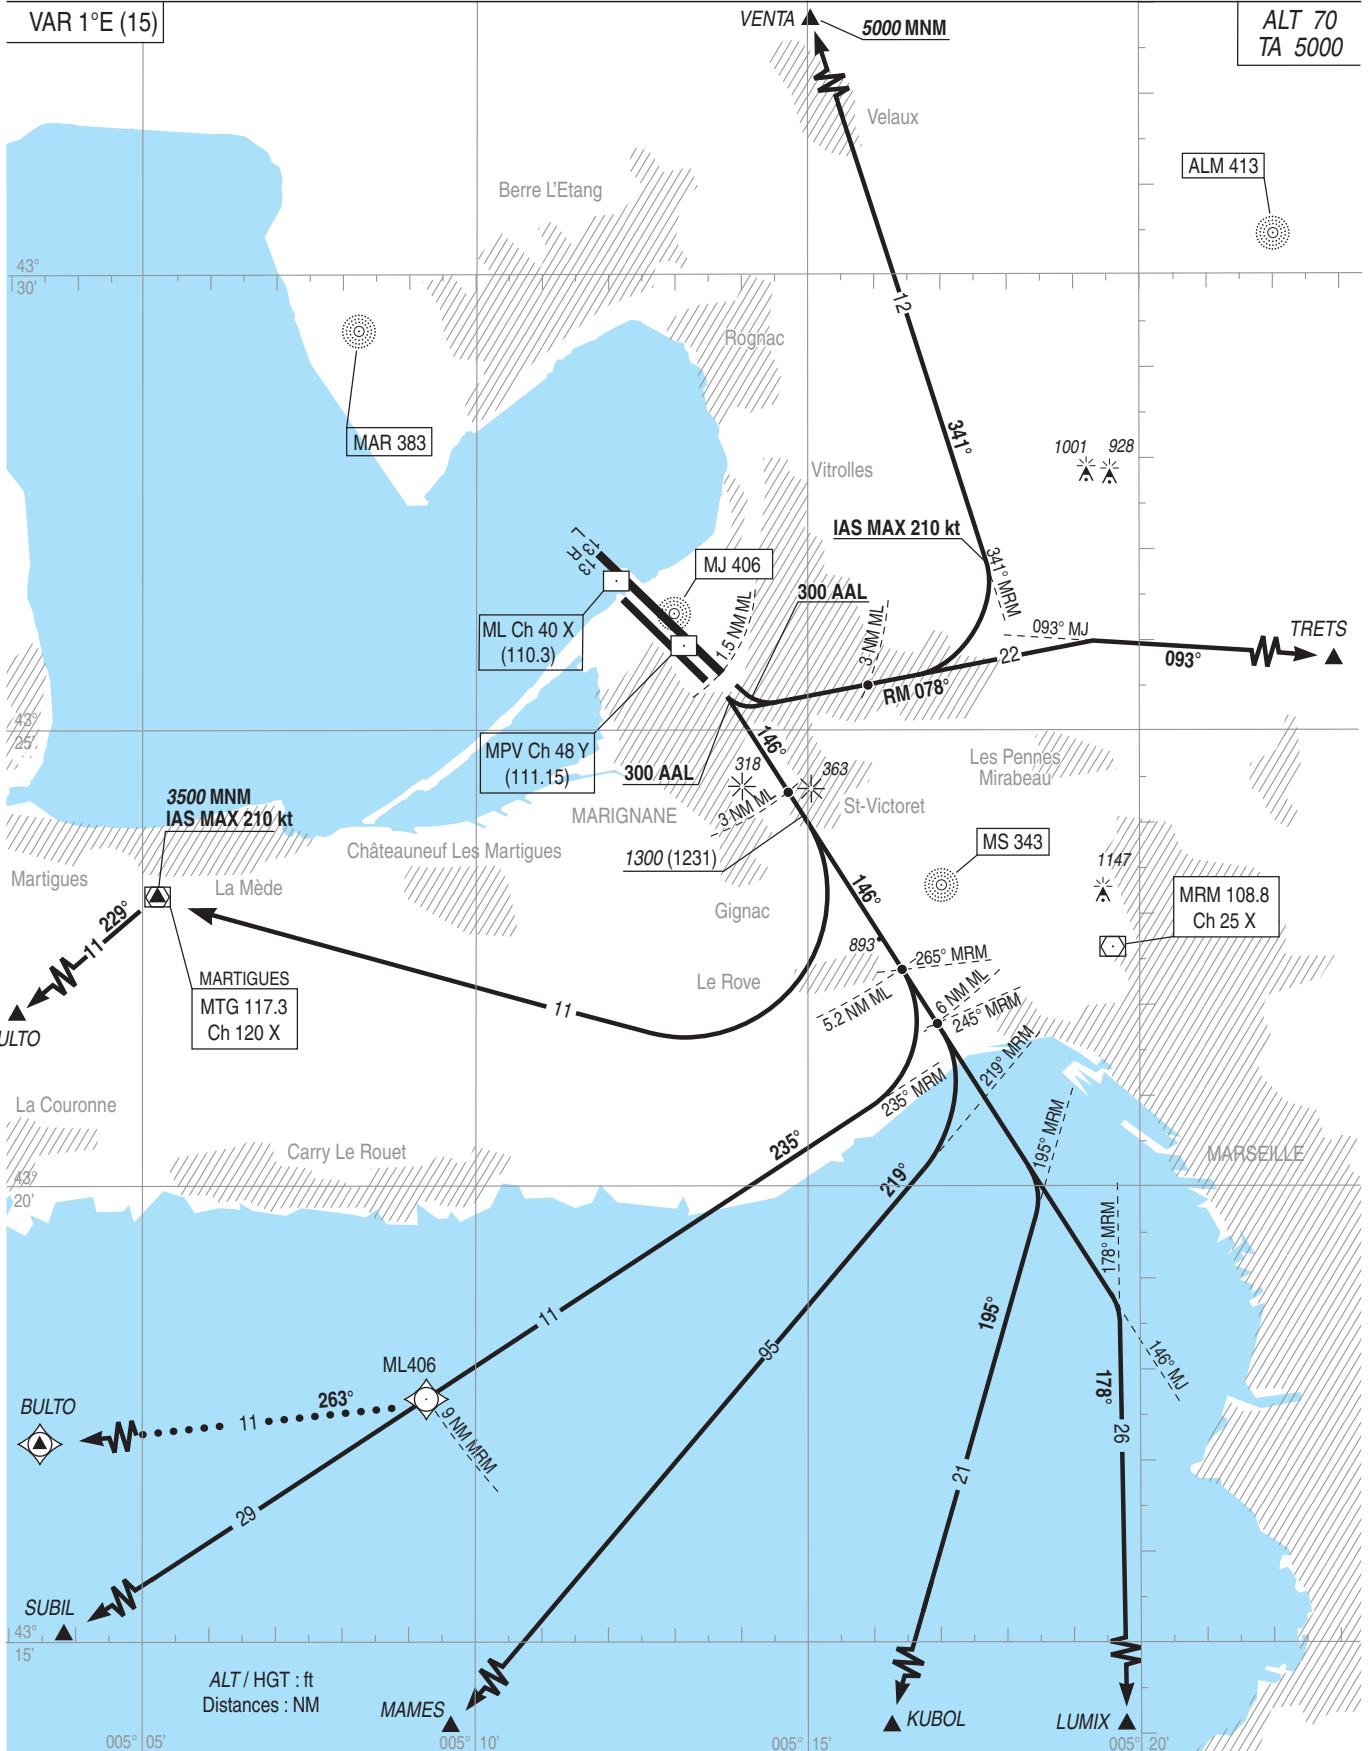 VAR 1°E (15)
VENTA
5000 MNM
ALT 70
TA 5000
Velaux
ALM 413
Berre L'Etang
43°
30'
12
Rognac
MAR 383
341°
1001
928
Vitrolles
IAS MAX 210 kt
13 L
13 R
MJ 406
341° MRM
300 AAL
ML Ch 40 X
(110.3)
1.5 NM ML
3 NM ML
093° MJ
TRETS
22
093°
RM 078°
43°
25'
MPV Ch 48 Y
(111.15)
146°
300 AAL
318
363
Les Pennes
Mirabeau
3500 MNM
IAS MAX 210 kt
3 NM ML
MARIGNANE
St-Victoret
MS 343
Châteauneuf Les Martigues
1300 (1231)
1147
Martigues
La Mède
MRM 108.8
Ch 25 X
229°
11
146°
Gignac
893
265° MRM
MARTIGUES
MTG 117.3
Ch 120 X
Le Rove
5.2 NM ML
6 NM ML
245° MRM
11
ULTO
219° MRM
235° MRM
La Couronne
195° MRM
Carry Le Rouet
235°
MARSEILLE
43°
20'
219°
178° MRM
11
195°
95
146° MJ
ML406
178°
BULTO
263°
11
9 NM MRM
26
21
29
SUBIL
43°
15'
ALT / HGT : ft
Distances : NM
MAMES
KUBOL
LUMIX
005° 05'
005° 10'
005° 15'
005° 20'